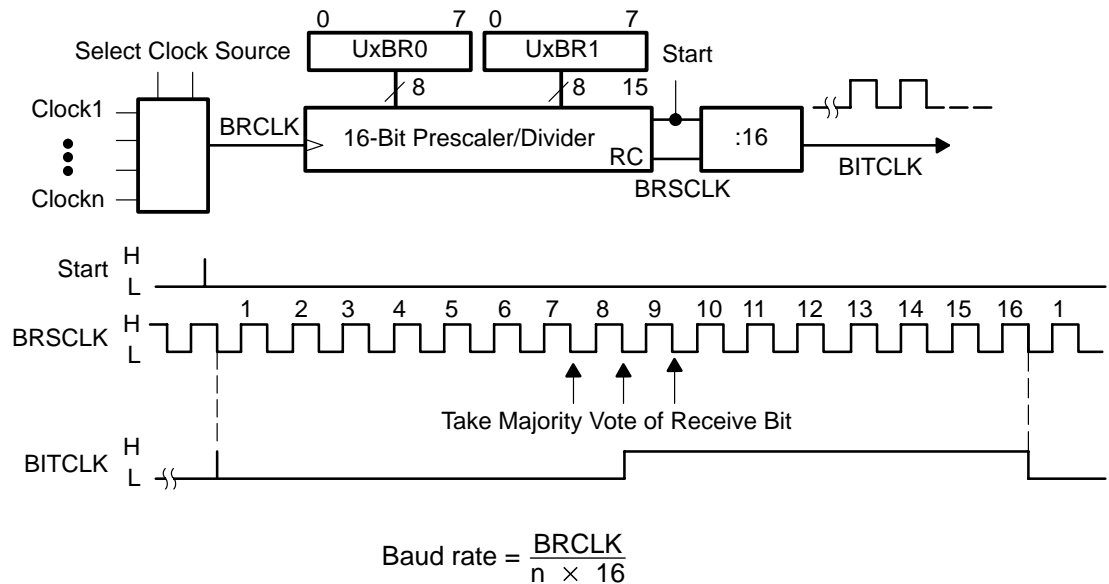 0 7 0 7
UxBR0 UxBR1
Select Clock Source
Start
8 8 15
Clock1
BRCLK
16-Bit Prescaler/Divider
:16
RC
BRSCLK
BITCLK
Clockn
Start H
L
1 2 3 4 5 6 7 8 9 10 11 12 13 14 15 16 1
BRSCLK H
L
Take Majority Vote of Receive Bit
BITCLK H
L
Baud rate = BRCLK
n × 16